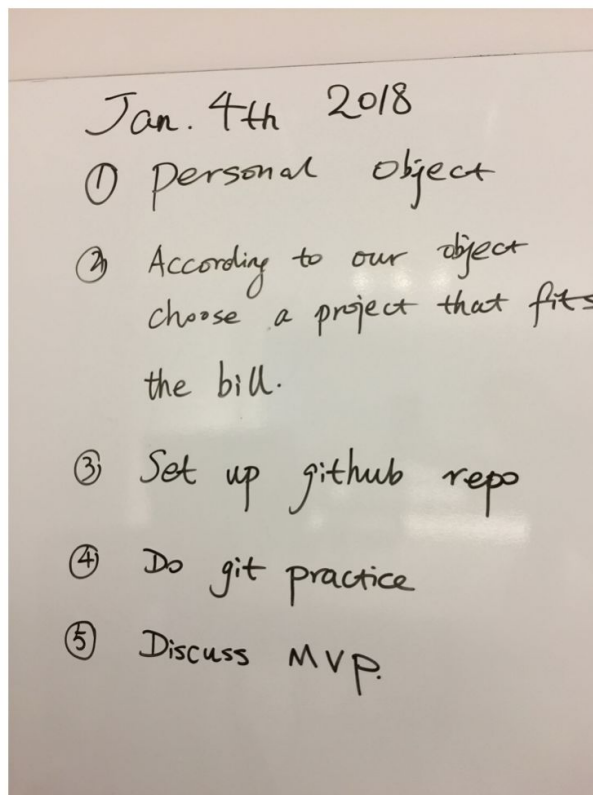 Jan. 4th 2018
① personal object
② According to our object
choose a project that fits
the bill.
③ Set up github repo
④ Do git practice
⑤ Discuss MVP.